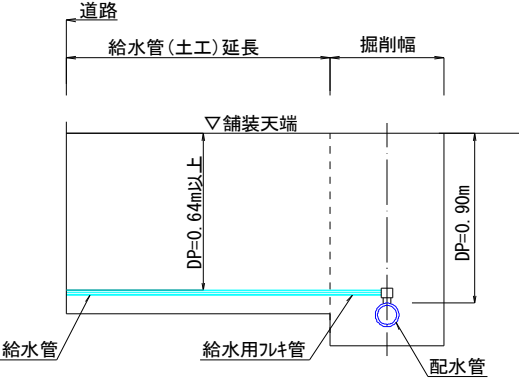 道路
給水管(土工)延長
掘削幅
▽舗装天端
DP=0.64m以上
DP=0.90m
給水管
給水用フレキ管
配水管